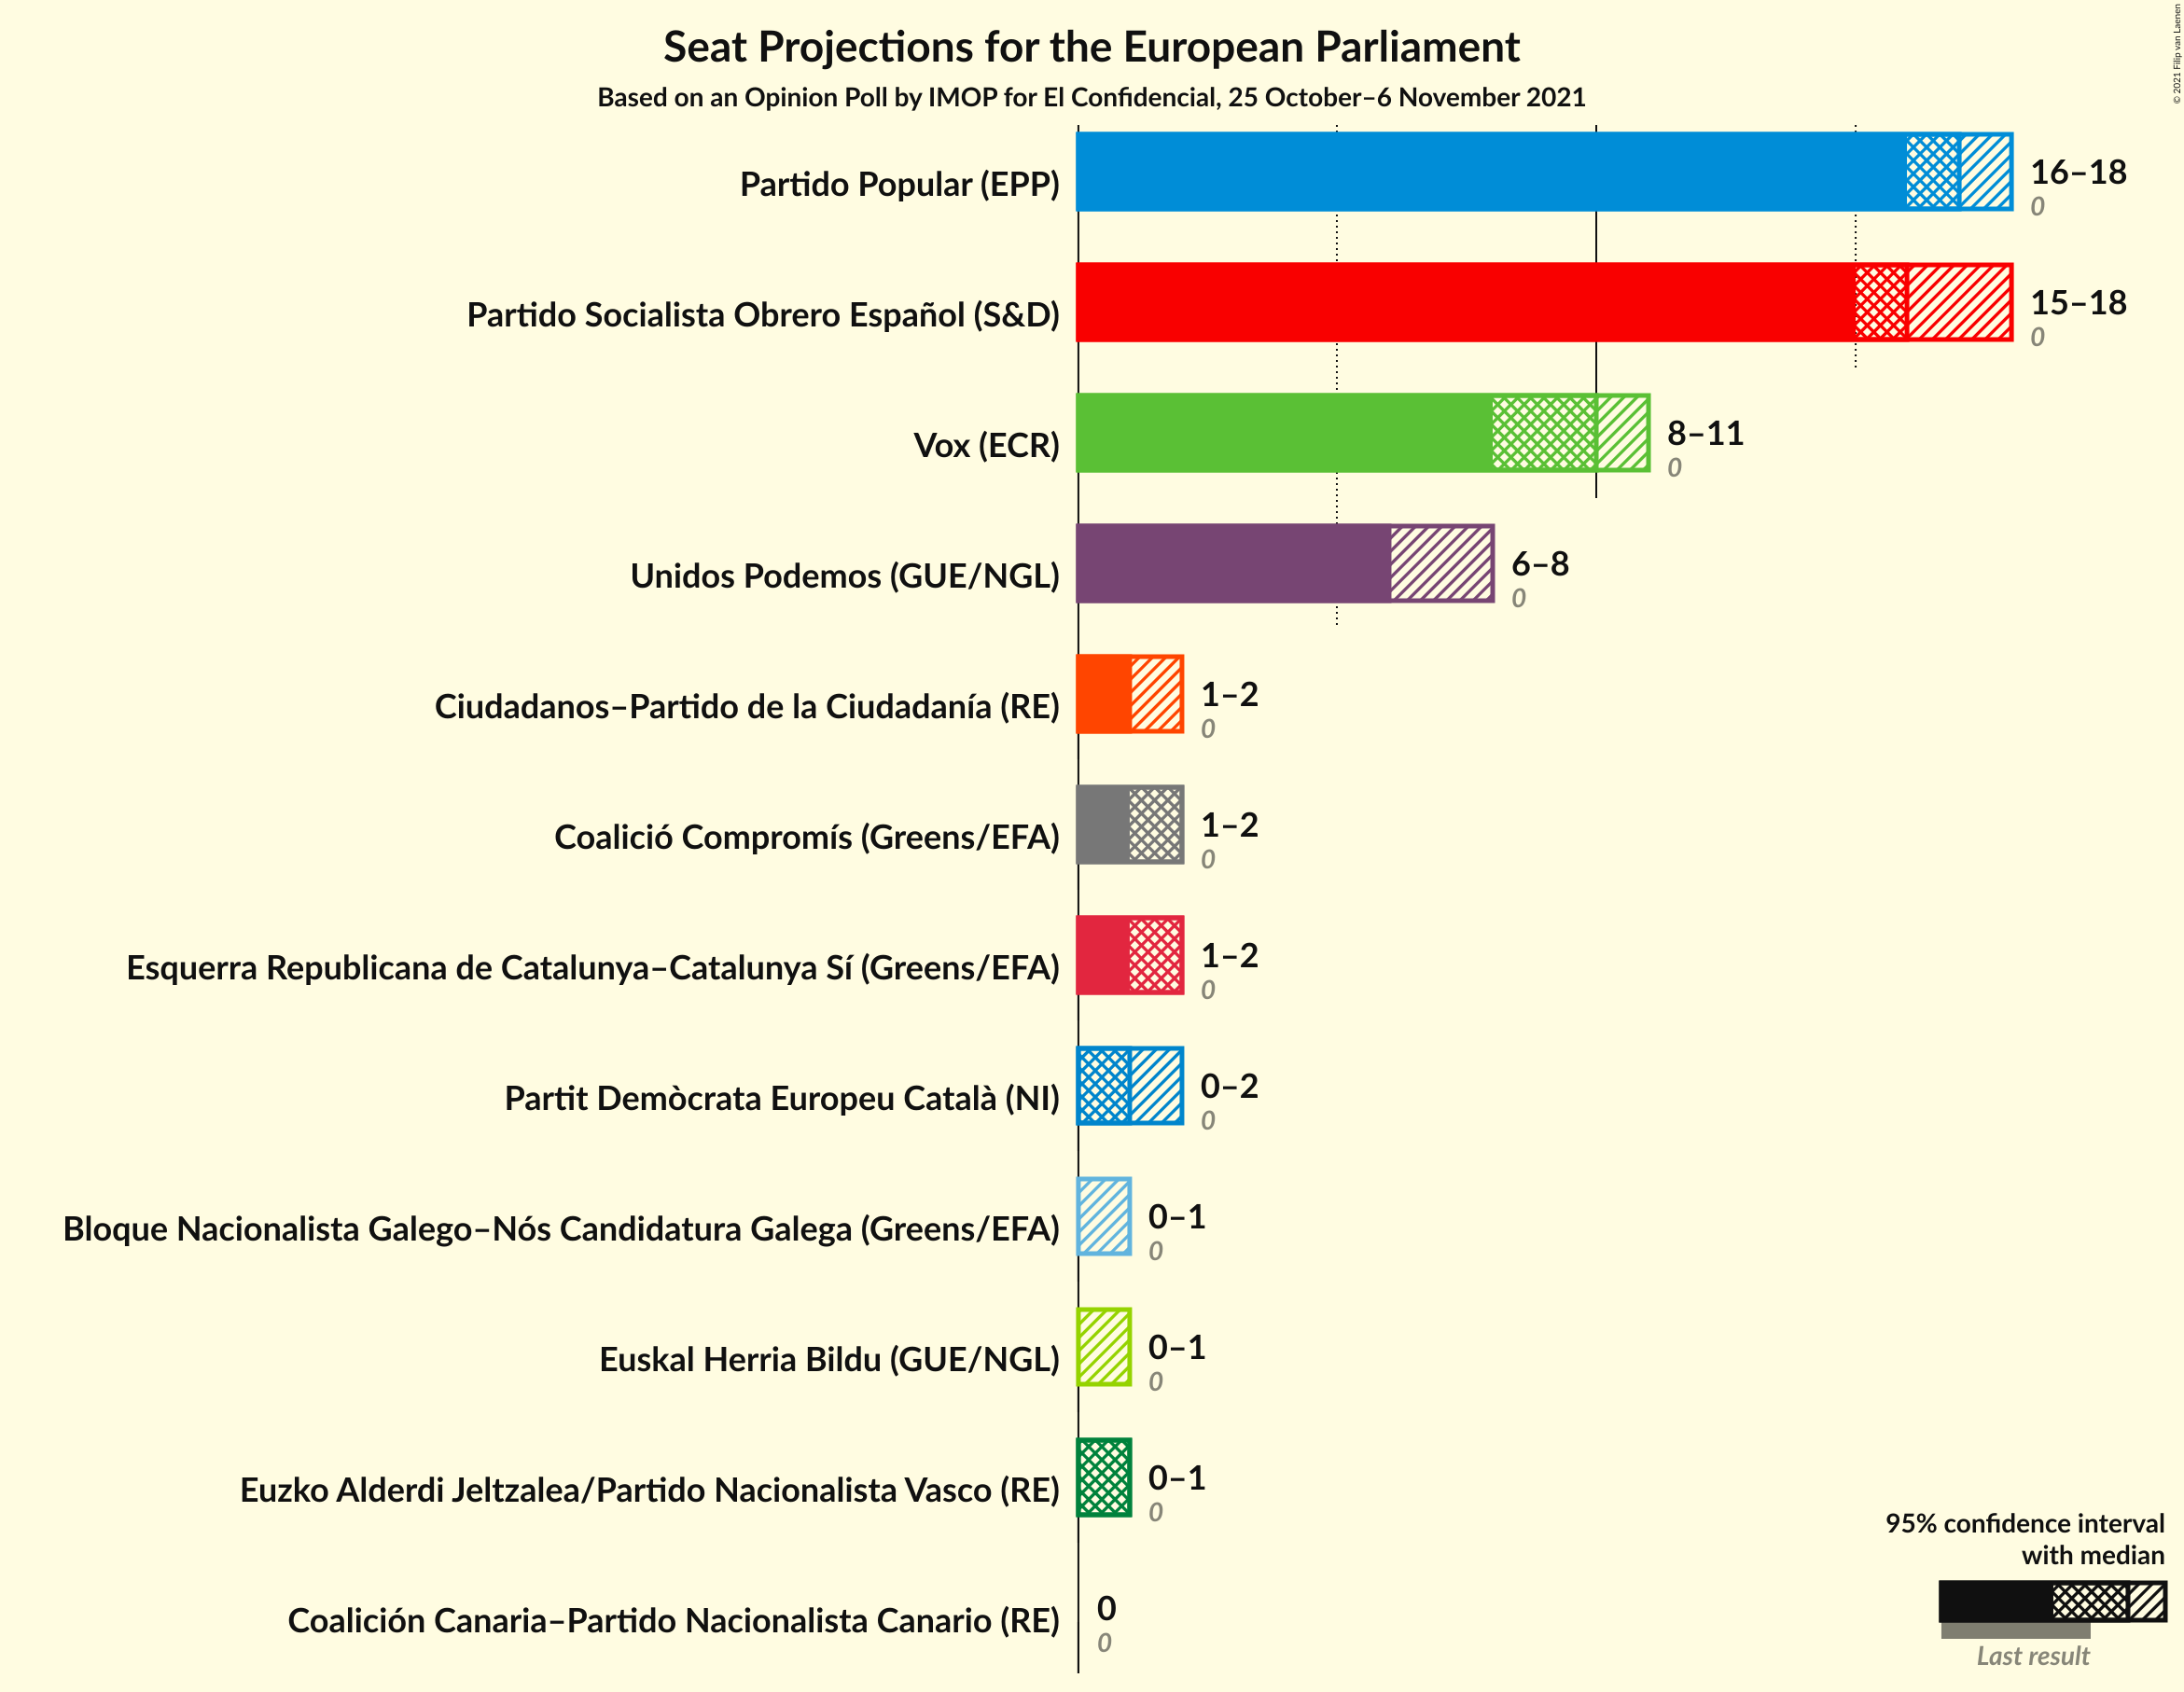 Seat Projections for the European Parliament
Based on an Opinion Poll by IMOP for El Confidencial, 25 October–6 November 2021
© 2021 Filip van Laenen
Partido Popular (EPP)
16–18
0
Partido Socialista Obrero Español (S&D)
15–18
0
Vox (ECR)
8–11
0
Unidos Podemos (GUE/NGL)
6–8
0
Ciudadanos–Partido de la Ciudadanía (RE)
1–2
0
Coalició Compromís (Greens/EFA)
1–2
0
Esquerra Republicana de Catalunya–Catalunya Sí (Greens/EFA)
1–2
0
Partit Demòcrata Europeu Català (NI)
0–2
0
Bloque Nacionalista Galego–Nós Candidatura Galega (Greens/EFA)
0–1
0
Euskal Herria Bildu (GUE/NGL)
0–1
0
Euzko Alderdi Jeltzalea/Partido Nacionalista Vasco (RE)
0–1
0
Coalición Canaria–Partido Nacionalista Canario (RE)
0
0
95% confidence interval
with median
Last result